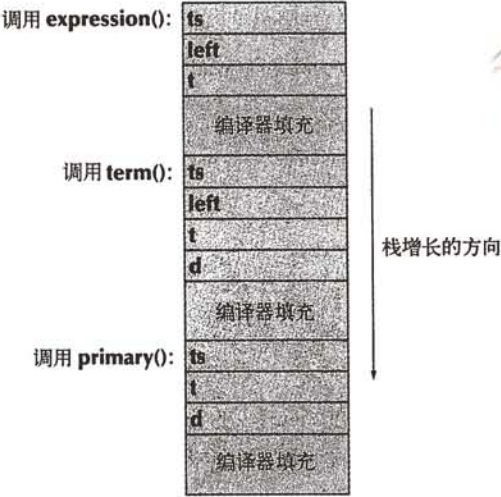 调用 expression(): ts
left
t
编译器填充
调用 term(): ts
left
t
d
栈增长的方向
编译器填充
调用 primary(): ts
t
d
编译器填充